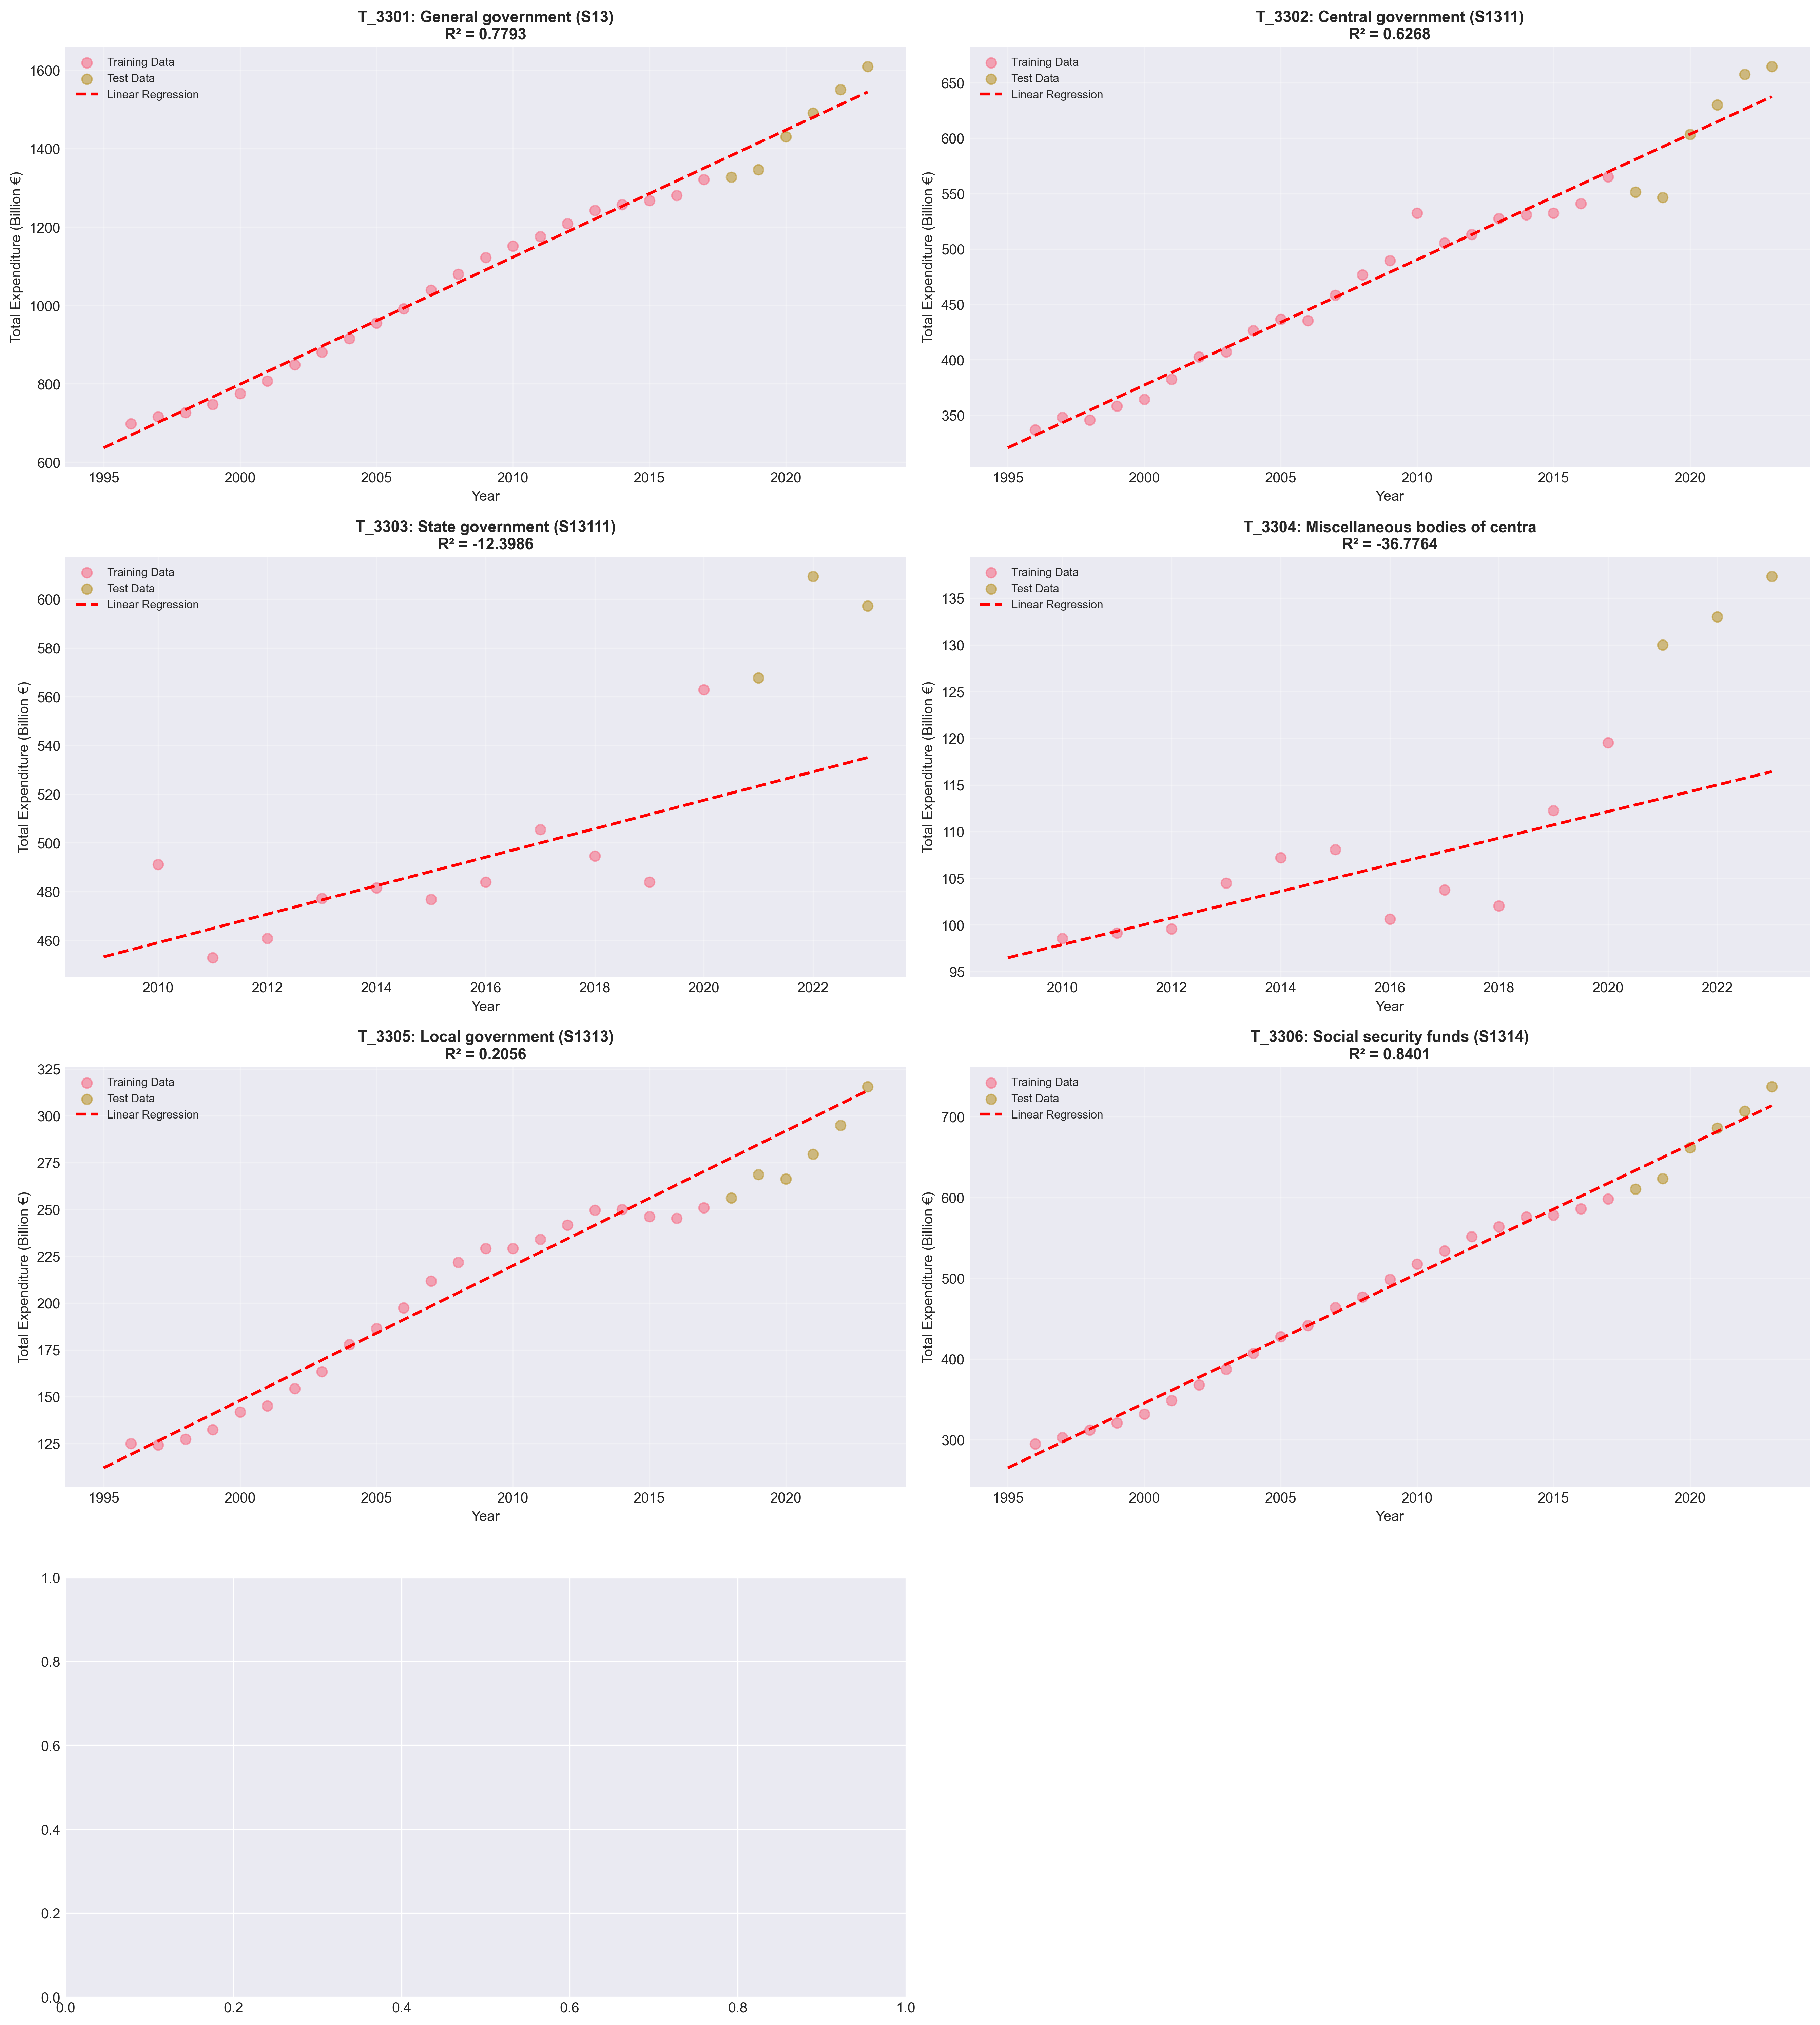 T_3301: General government (S13)
R² = 0.7793
Training Data
Test Data
Linear Regression
Total Expenditure (Billion €)
1600
1400
1200
1000
800
600
1995 2000 2005 2010 2015 2020
Year
T_3302: Central government (S1311)
R² = 0.6268
Training Data
Test Data
Linear Regression
Total Expenditure (Billion €)
650
600
550
500
450
400
350
1995 2000 2005 2010 2015 2020
Year
T_3303: State government (S13111)
R² = -12.3986
Training Data
Test Data
Linear Regression
Total Expenditure (Billion €)
600
580
560
540
520
500
480
460
2010 2012 2014 2016 2018 2020 2022
Year
T_3304: Miscellaneous bodies of centra
R² = -36.7764
Training Data
Test Data
Linear Regression
Total Expenditure (Billion €)
135
130
125
120
115
110
105
100
95
2010 2012 2014 2016 2018 2020 2022
Year
T_3305: Local government (S1313)
R² = 0.2056
Training Data
Test Data
Linear Regression
Total Expenditure (Billion €)
325
300
275
250
225
200
175
150
125
1995 2000 2005 2010 2015 2020
Year
T_3306: Social security funds (S1314)
R² = 0.8401
Training Data
Test Data
Linear Regression
Total Expenditure (Billion €)
700
600
500
400
300
1995 2000 2005 2010 2015 2020
Year
1.0
0.8
0.6
0.4
0.2
0.0
0.0 0.2 0.4 0.6 0.8 1.0